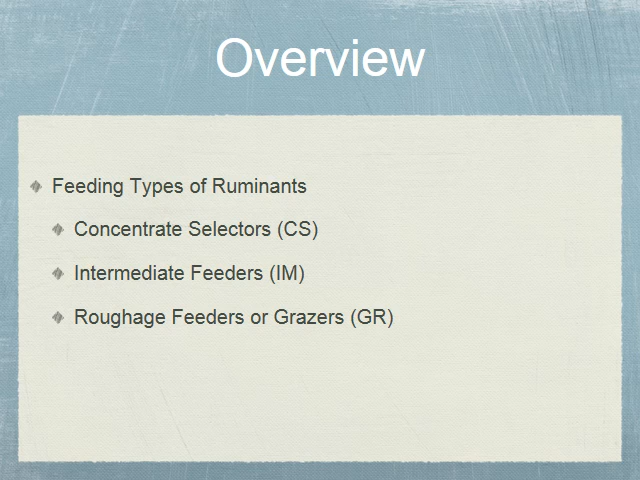 Overview
Feeding Types of Ruminants
Concentrate Selectors (CS)
Intermediate Feeders (IM)
Roughage Feeders or Grazers (GR)